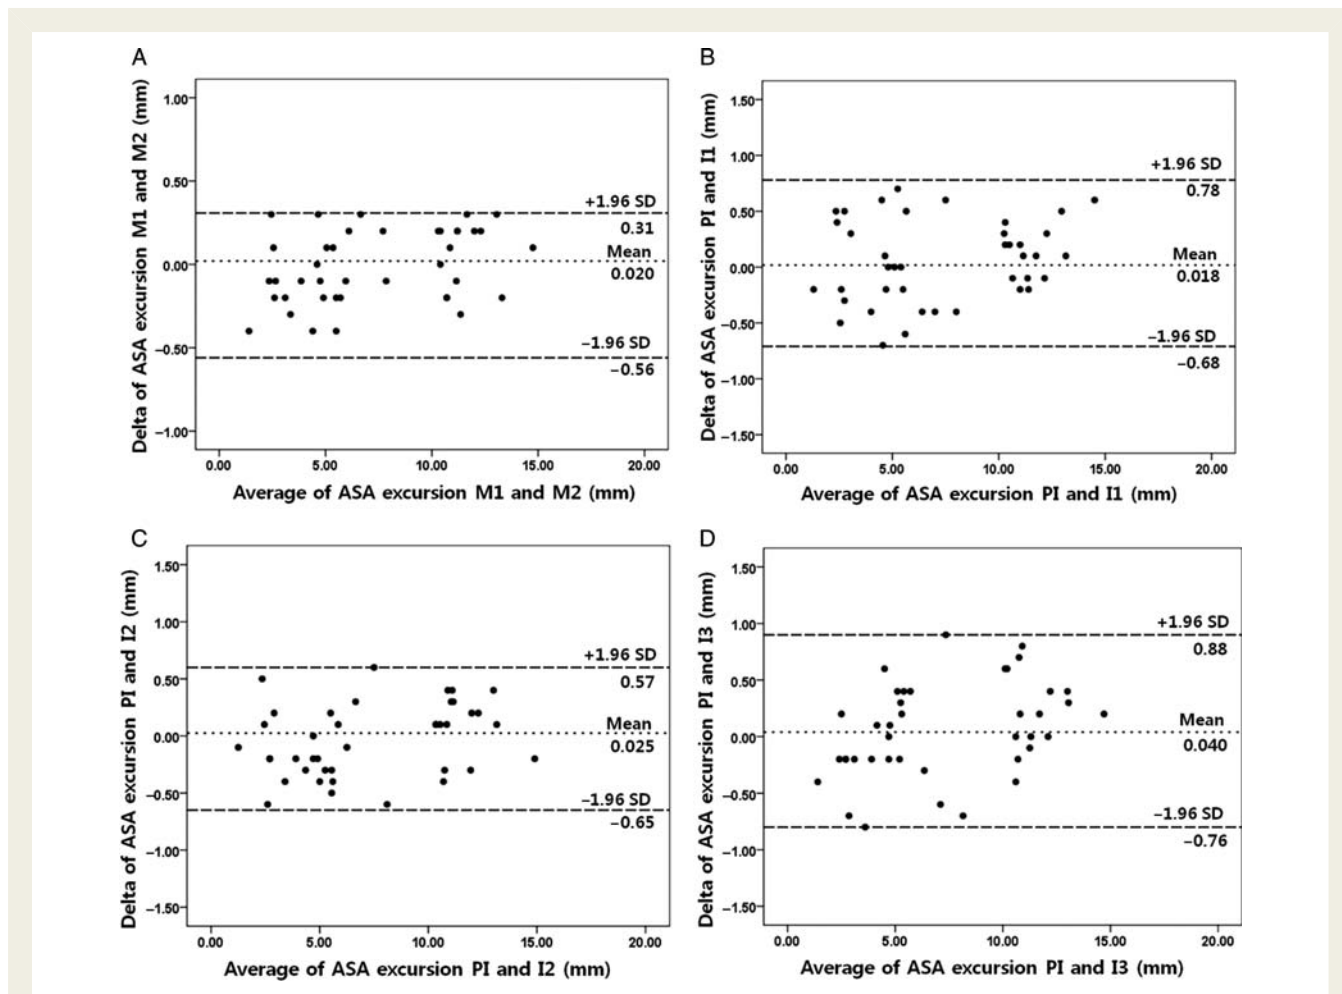 A
Delta of ASA excursion M1 and M2 (mm)
1.00
0.50
0.00
−0.50
−1.00
+1.96 SD
0.31
Mean
0.020
−1.96 SD
−0.56
0.00 5.00 10.00 15.00 20.00
Average of ASA excursion M1 and M2 (mm)
B
Delta of ASA excursion PI and I1 (mm)
1.50
1.00
0.50
0.00
−0.50
−1.00
−1.50
+1.96 SD
0.78
Mean
0.018
−1.96 SD
−0.68
0.00 5.00 10.00 15.00 20.00
Average of ASA excursion PI and I1 (mm)
C
Delta of ASA excursion PI and I2 (mm)
1.50
1.00
0.50
0.00
−0.50
−1.00
−1.50
+1.96 SD
0.57
Mean
0.025
−1.96 SD
−0.65
0.00 5.00 10.00 15.00 20.00
Average of ASA excursion PI and I2 (mm)
D
Delta of ASA excursion PI and I3 (mm)
1.50
1.00
0.50
0.00
−0.50
−1.00
−1.50
+1.96 SD
0.88
Mean
0.040
−1.96 SD
−0.76
0.00 5.00 10.00 15.00 20.00
Average of ASA excursion PI and I3 (mm)